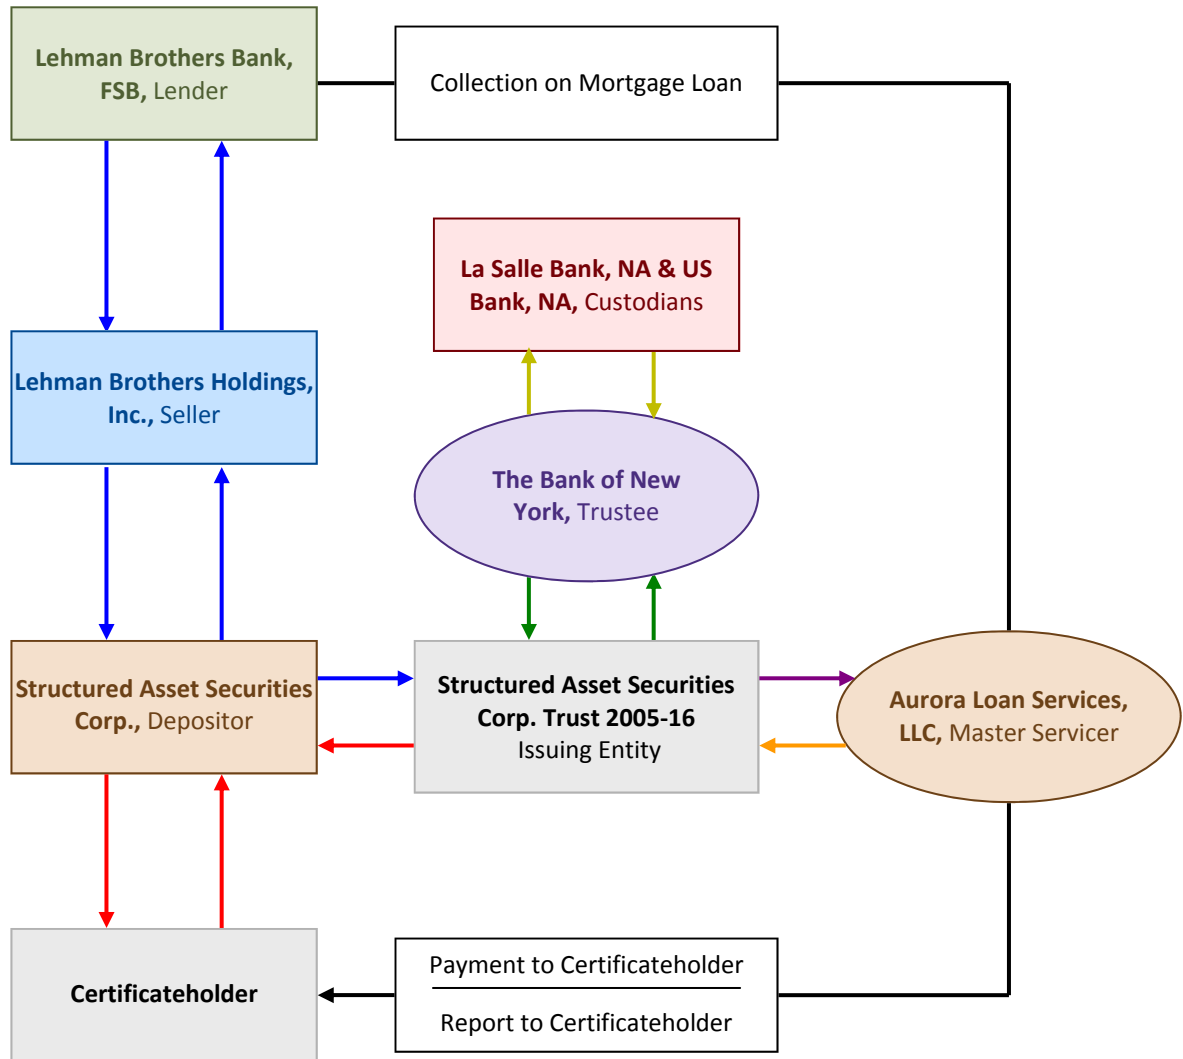 Lehman Brothers Bank,
FSB, Lender
Collection on Mortgage Loan
La Salle Bank, NA & US
Bank, NA, Custodians
Lehman Brothers Holdings,
Inc., Seller
The Bank of New
York, Trustee
Structured Asset Securities
Corp., Depositor
Structured Asset Securities
Corp. Trust 2005-16
Issuing Entity
Aurora Loan Services,
LLC, Master Servicer
Certificateholder
Payment to Certificateholder
Report to Certificateholder